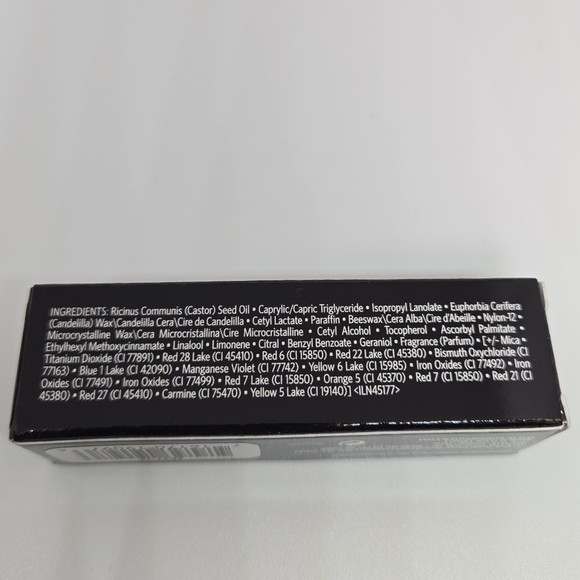 INGREDIENTS: Ricinus Communis (Castor) Seed Oil • Caprylic/Capric Triglyceride • Isopropyl Lanolate • Euphorbia Cerifera
(Candelilla) Wax\Candelilla Cera\Cire de Candelilla • Cetyl Lactate • Paraffin • Beeswax\Cera Alba\Cire d'Abeille • Nylon-12 •
Microcrystalline Wax\Cera Microcristallina\Cire Microcristalline • Cetyl Alcohol • Tocopherol • Ascorbyl Palmitate •
Ethylhexyl Methoxycinnamate • Linalool • Limonene • Citral • Benzyl Benzoate • Geraniol • Fragrance (Parfum) • [+/- Mica •
Titanium Dioxide (CI 77891) • Red 28 Lake (CI 45410) • Red 6 (CI 15850) • Red 22 Lake (CI 45380) • Bismuth Oxychloride (CI
77163) • Blue 1 Lake (CI 42090) • Manganese Violet (CI 77742) • Yellow 6 Lake (CI 15985) • Iron Oxides (CI 77492) • Iron
Oxides (CI 77491) • Iron Oxides (CI 77499) • Red 7 Lake (CI 15850) • Orange 5 (CI 45370) • Red 7 (CI 15850) • Red 21 (CI
45380) • Red 27 (CI 45410) • Carmine (CI 75470) • Yellow 5 Lake (CI 19140)] <ILN45177>